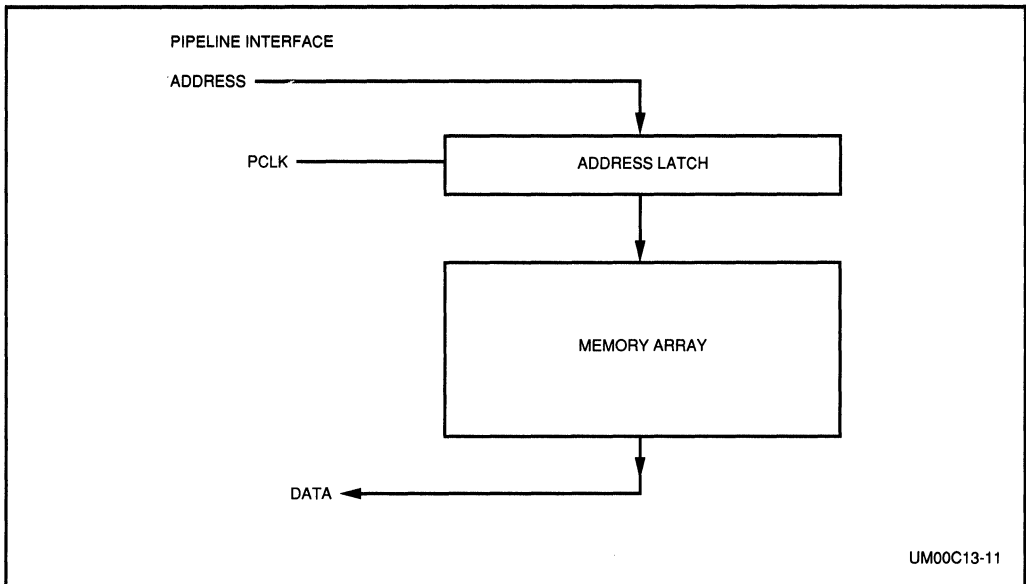 PIPELINE INTERFACE
ADDRESS
PCLK
ADDRESS LATCH
MEMORY ARRAY
DATA
UM00C13-11